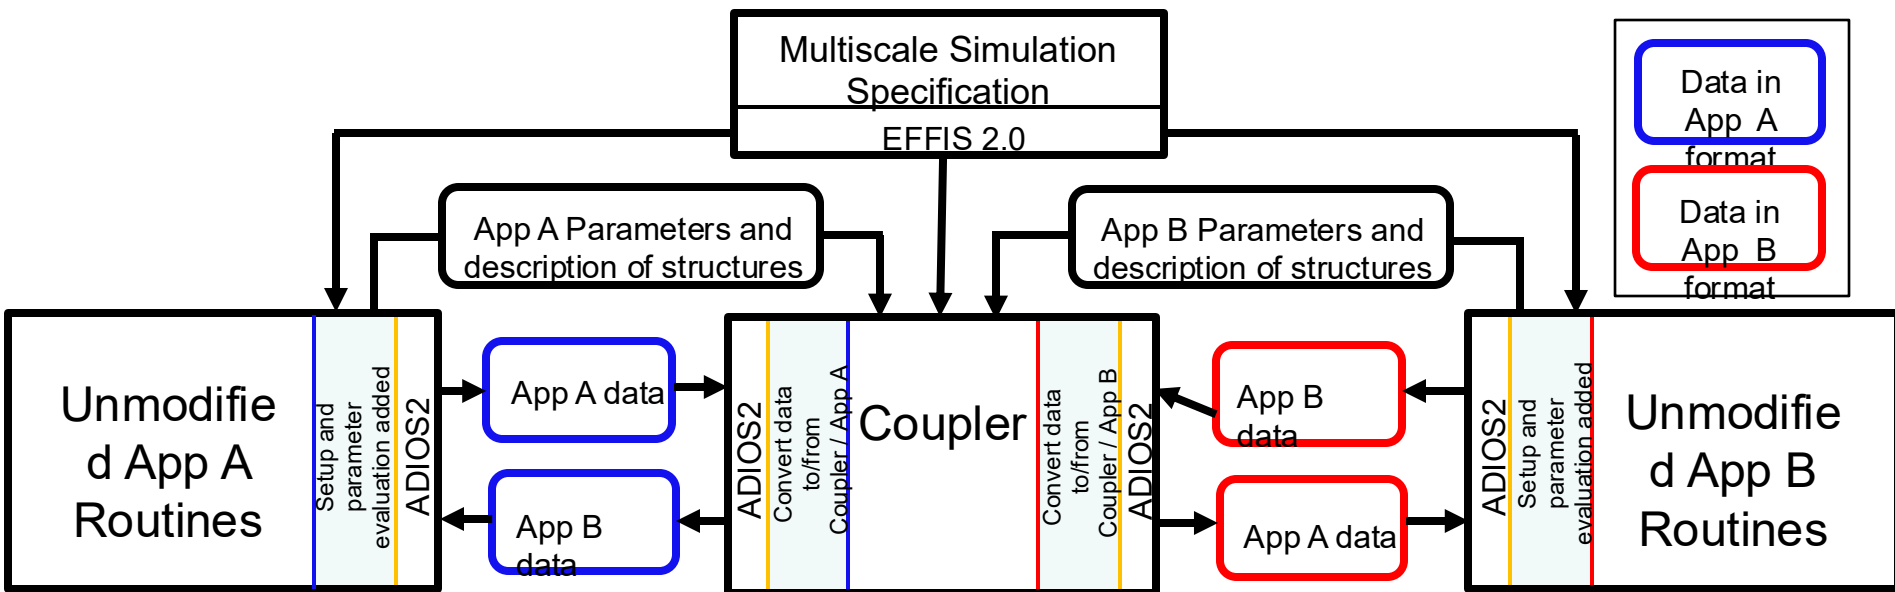 Multiscale Simulation
Specification
EFFIS 2.0
Data in
App A
format
Data in
App B
format
App A Parameters and
description of structures
App B Parameters and
description of structures
Unmodifie
d App A
Routines
Setup and
parameter
evaluation added
ADIOS2
App A data
App B
data
ADIOS2
Convert data
to/from
Coupler / App A
Coupler
Convert data
to/from
Coupler / App B
ADIOS2
App B
data
App A data
ADIOS2
Setup and
parameter
evaluation added
Unmodifie
d App B
Routines